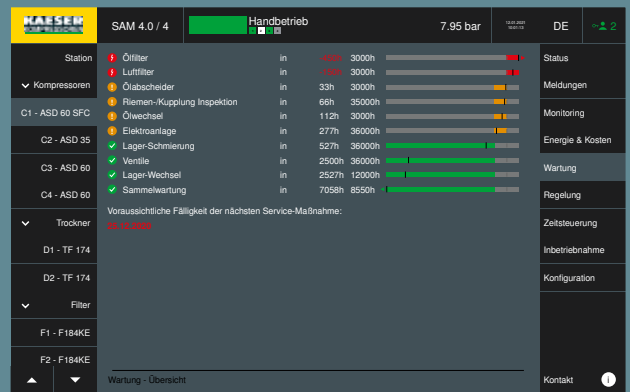 KAESER
SAM 4.0 / 4
Handbetrieb
7.95 bar
DE
2
Station
Kompressoren
C1 - ASD 60 SFC
C2 - ASD 35
C3 - ASD 60
C4 - ASD 60
Trockner
D1 - TF 174
D2 - TF 174
Filter
F1 - F184KE
F2 - F184KE
Ölfilter in 3000h
Luftfilter in 3000h
Ölabscheider in 33h 3000h
Riemen-/Kupplung Inspektion in 66h 35000h
Ölwechsel in 112h 3000h
Elektroanlage in 277h 36000h
Lager-Schmierung in 527h 36000h
Ventile in 2500h 36000h
Lager-Wechsel in 2527h 12000h
Sammelwartung in 7058h 8550h
Voraussichtliche Fälligkeit der nächsten Service-Maßnahme:
Wartung - Übersicht
Status
Meldungen
Monitoring
Energie & Kosten
Wartung
Regelung
Zeitsteuerung
Inbetriebnahme
Konfiguration
Kontakt i